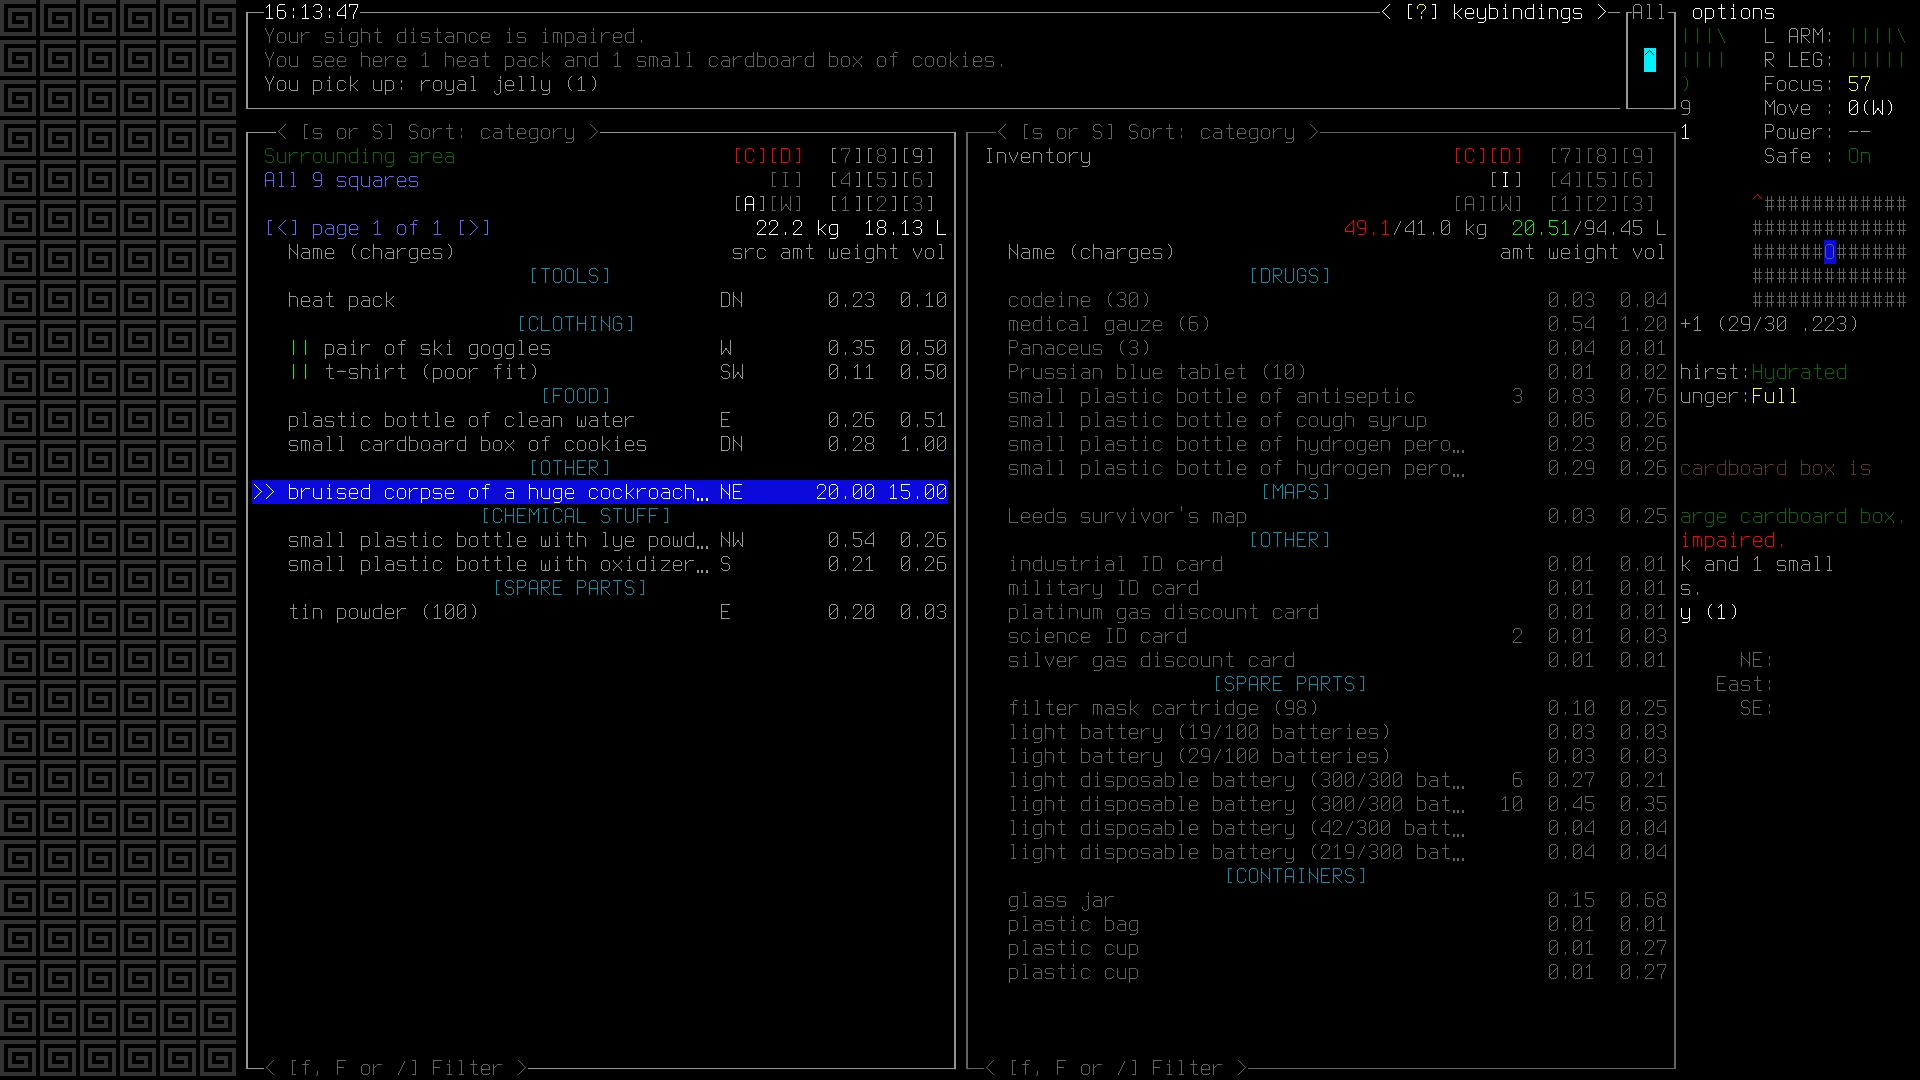 16:13:47 < [?] keybindings > All options
Your sight distance is impaired.
You see here 1 heat pack and 1 small cardboard box of cookies.
You pick up: royal jelly (1)
^
L ARM: ||||\
R LEG: |||||
Focus: 57
9 Move : 0(W)
1 Power: --
Safe : On
< [s or S] Sort: category >
Surrounding area [C][D] [7][8][9]
All 9 squares [I] [4][5][6]
[A][W] [1][2][3]
[<] page 1 of 1 [>] 22.2 kg 18.13 L
Name (charges) src amt weight vol
[TOOLS]
heat pack DN 0.23 0.10
[CLOTHING]
|| pair of ski goggles W 0.35 0.50
|| t-shirt (poor fit) SW 0.11 0.50
[FOOD]
plastic bottle of clean water E 0.26 0.51
small cardboard box of cookies DN 0.28 1.00
[OTHER]
>> bruised corpse of a huge cockroach… NE 20.00 15.00
[CHEMICAL STUFF]
small plastic bottle with lye powd… NW 0.54 0.26
small plastic bottle with oxidizer… S 0.21 0.26
[SPARE PARTS]
tin powder (100) E 0.20 0.03
< [f, F or /] Filter >
< [s or S] Sort: category >
Inventory [C][D] [7][8][9]
[I] [4][5][6]
[A][W] [1][2][3]
49.1/41.0 kg 20.51/94.45 L
Name (charges) amt weight vol
[DRUGS]
codeine (30) 0.03 0.04
medical gauze (6) 0.54 1.20
Panaceus (3) 0.04 0.01
Prussian blue tablet (10) 0.01 0.02
small plastic bottle of antiseptic 3 0.83 0.76
small plastic bottle of cough syrup 0.06 0.26
small plastic bottle of hydrogen pero… 0.23 0.26
small plastic bottle of hydrogen pero… 0.29 0.26
[MAPS]
Leeds survivor's map 0.03 0.25
[OTHER]
industrial ID card 0.01 0.01
military ID card 0.01 0.01
platinum gas discount card 0.01 0.01
science ID card 2 0.01 0.03
silver gas discount card 0.01 0.01
[SPARE PARTS]
filter mask cartridge (98) 0.10 0.25
light battery (19/100 batteries) 0.03 0.03
light battery (29/100 batteries) 0.03 0.03
light disposable battery (300/300 bat… 6 0.27 0.21
light disposable battery (300/300 bat… 10 0.45 0.35
light disposable battery (42/300 batt… 0.04 0.04
light disposable battery (219/300 bat… 0.04 0.04
[CONTAINERS]
glass jar 0.15 0.68
plastic bag 0.01 0.01
plastic cup 0.01 0.27
plastic cup 0.01 0.27
< [f, F or /] Filter >
^############
#############
######0######
#############
#############
+1 (29/30 .223)
hirst:Hydrated
unger:Full
cardboard box is
arge cardboard box.
impaired.
k and 1 small
s.
y (1)
NE:
East:
SE: